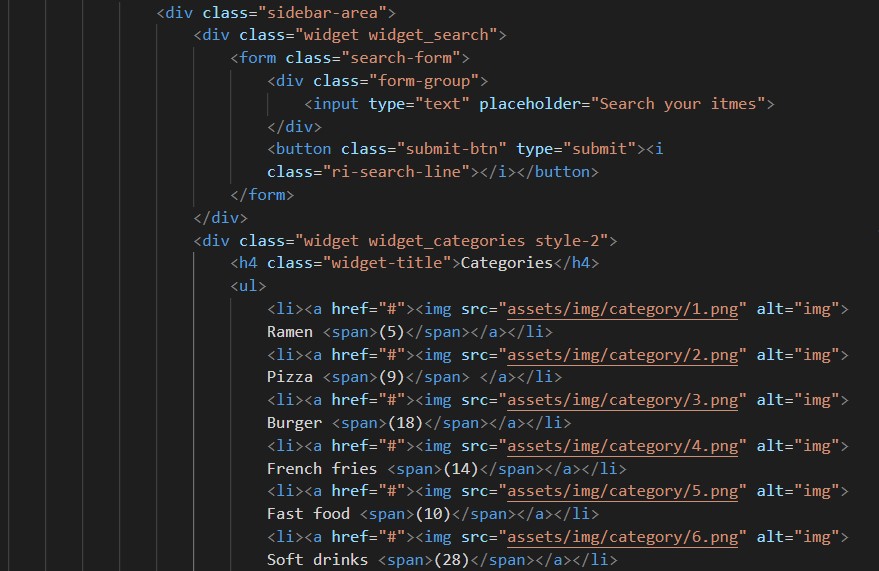 <div class="sidebar-area">
<div class="widget widget_search">
<form class="search-form">
<div class="form-group">
<input type="text" placeholder="Search your itmes">
</div>
<button class="submit-btn" type="submit"><i
class="ri-search-line"></i></button>
</form>
</div>
<div class="widget widget_categories style-2">
<h4 class="widget-title">Categories</h4>
<ul>
<li><a href="#"><img src="assets/img/category/1.png" alt="img">
Ramen <span>(5)</span></a></li>
<li><a href="#"><img src="assets/img/category/2.png" alt="img">
Pizza <span>(9)</span> </a></li>
<li><a href="#"><img src="assets/img/category/3.png" alt="img">
Burger <span>(18)</span></a></li>
<li><a href="#"><img src="assets/img/category/4.png" alt="img">
French fries <span>(14)</span></a></li>
<li><a href="#"><img src="assets/img/category/5.png" alt="img">
Fast food <span>(10)</span></a></li>
<li><a href="#"><img src="assets/img/category/6.png" alt="img">
Soft drinks <span>(28)</span></a></li>